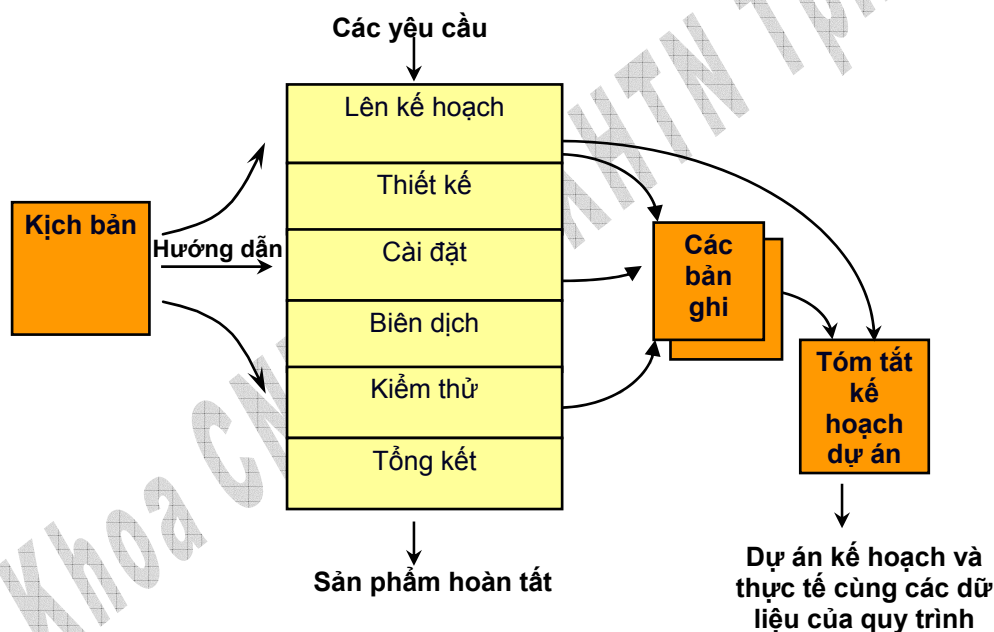 Các yêu cầu
Lên kế hoạch
Thiết kế
Cài đặt
Biên dịch
Kiểm thử
Tổng kết
Kịch bản
Hướng dẫn
Các
bản
ghi
Tóm tắt
kế
hoạch
dự án
Sản phẩm hoàn tất
Dự án kế hoạch và
thực tế cùng các dữ
liệu của quy trình
Khoa